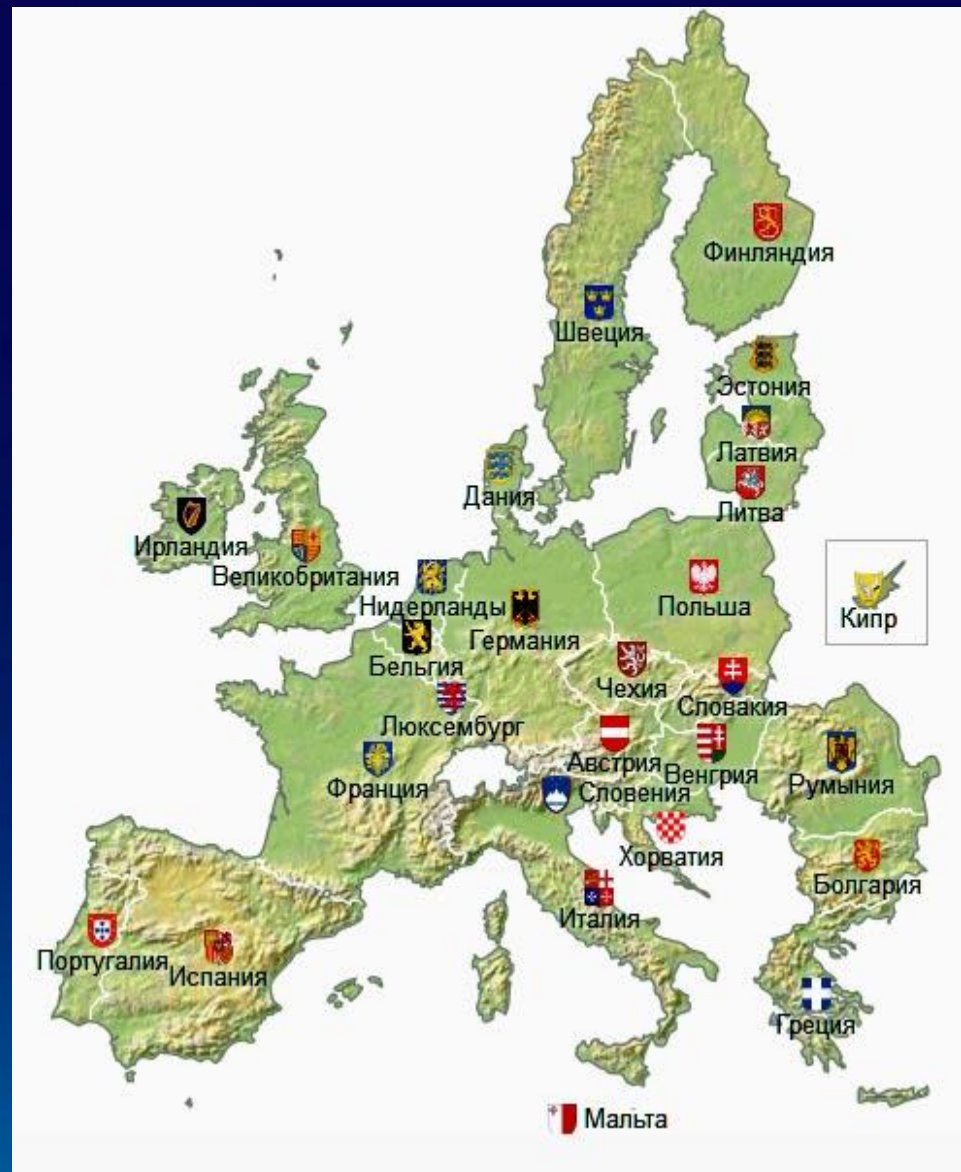 Финляндия
Швеция
Эстония
Латвия
Дания
Литва
Ирландия
Великобритания
Нидерланды
Польша
Кипр
Германия
Бельгия
Чехия
Словакия
Люксембург
Австрия
Венгрия
Франция
Словения
Румыния
Хорватия
Болгария
Италия
Португалия
Испания
Греция
Мальта